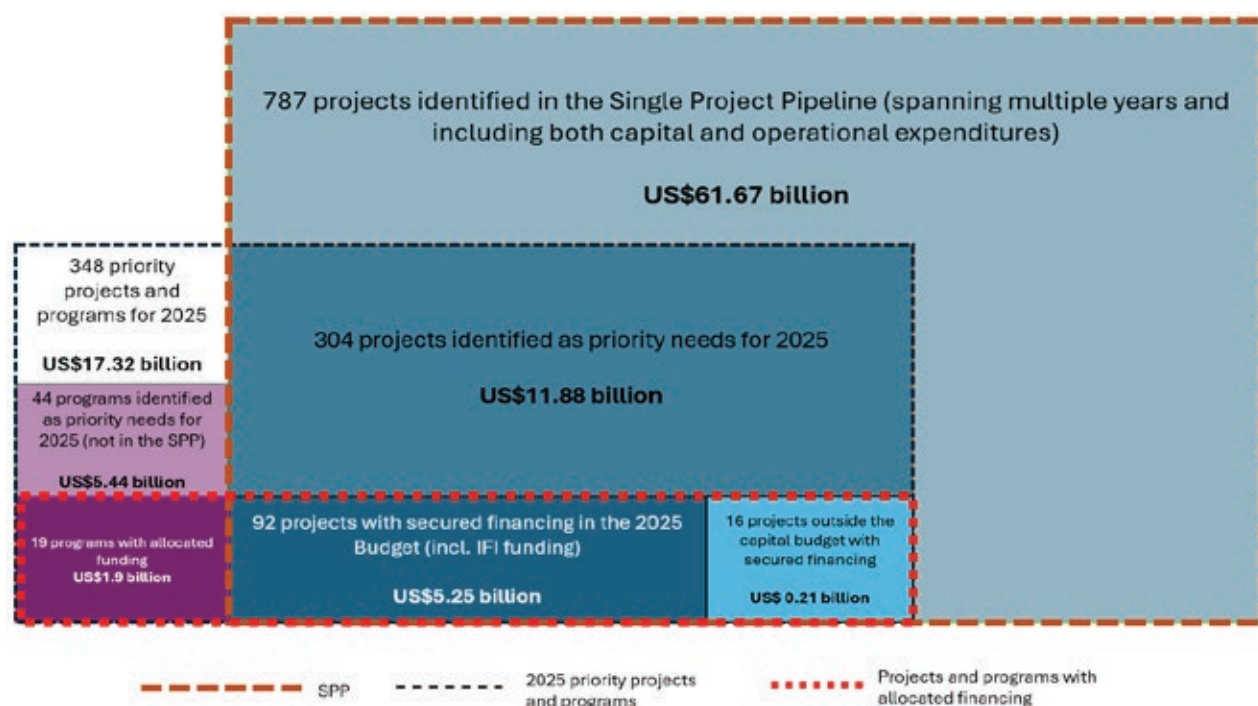 787 projects identified in the Single Project Pipeline (spanning multiple years and
including both capital and operational expenditures)
US$61.67 billion
348 priority
projects and
programs for 2025
US$17.32 billion
304 projects identified as priority needs for 2025
US$11.88 billion
44 programs identified
as priority needs for
2025 (not in the SPP)
US$5.44 billion
19 programs with allocated
funding
US$1.9 billion
92 projects with secured financing in the 2025
Budget (incl. IFI funding)
US$5.25 billion
16 projects outside the
capital budget with
secured financing
US$ 0.21 billion
SPP
2025 priority projects
and programs
Projects and programs with
allocated financing